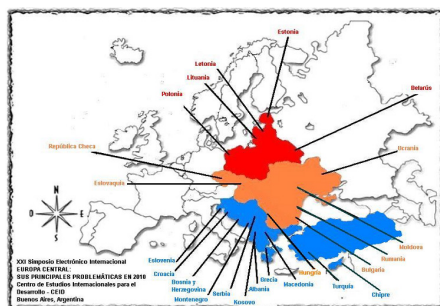 Estonia
Letonia
Lituania
Polonia
Belarús
República Checa
Ucrania
Eslovaquia
N
O
E
S
Eslovenia
Croacia
Bosnia y
Herzegovina
Montenegro
Serbia
Kosovo
Albania
Grecia
Macedonia
Hungría
Turquía
Chipre
Bulgaria
Rumania
Moldova
XXI Simposio Electrónico Internacional
EUROPA CENTRAL:
SUS PRINCIPALES PROBLEMÁTICAS EN 2010
Centro de Estudios Internacionales para el
Desarrollo - CEID
Buenos Aires, Argentina